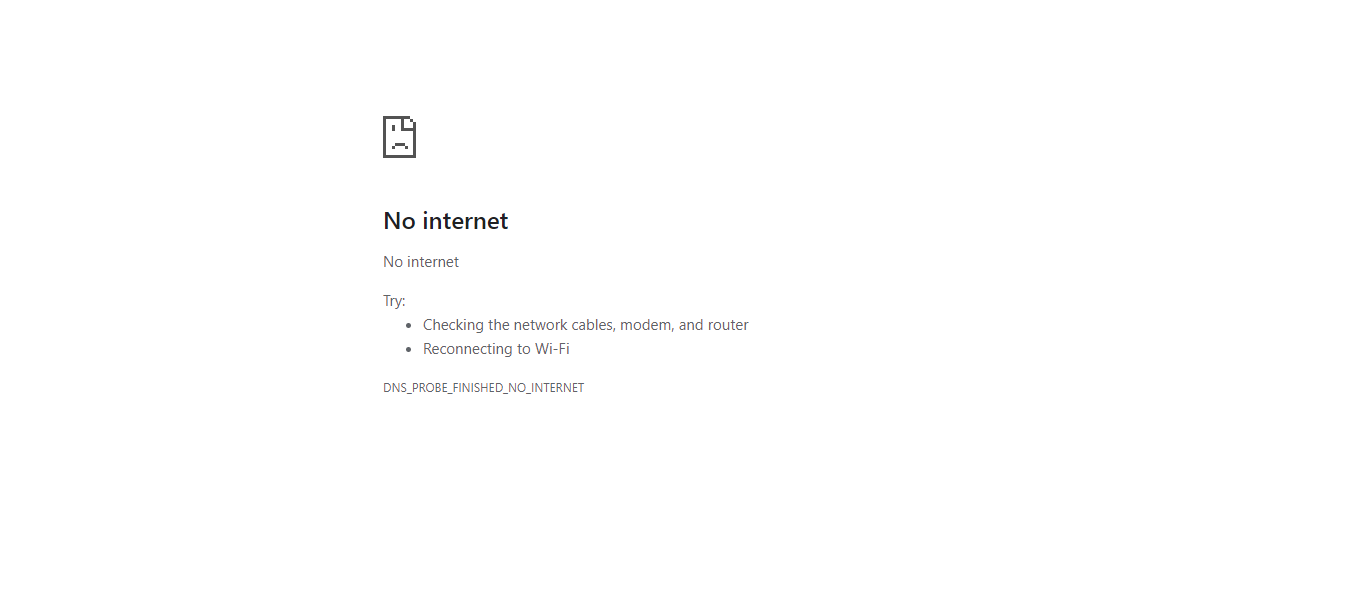 No internet
No internet
Try:
Checking the network cables, modem, and router
Reconnecting to Wi-Fi
DNS_PROBE_FINISHED_NO_INTERNET